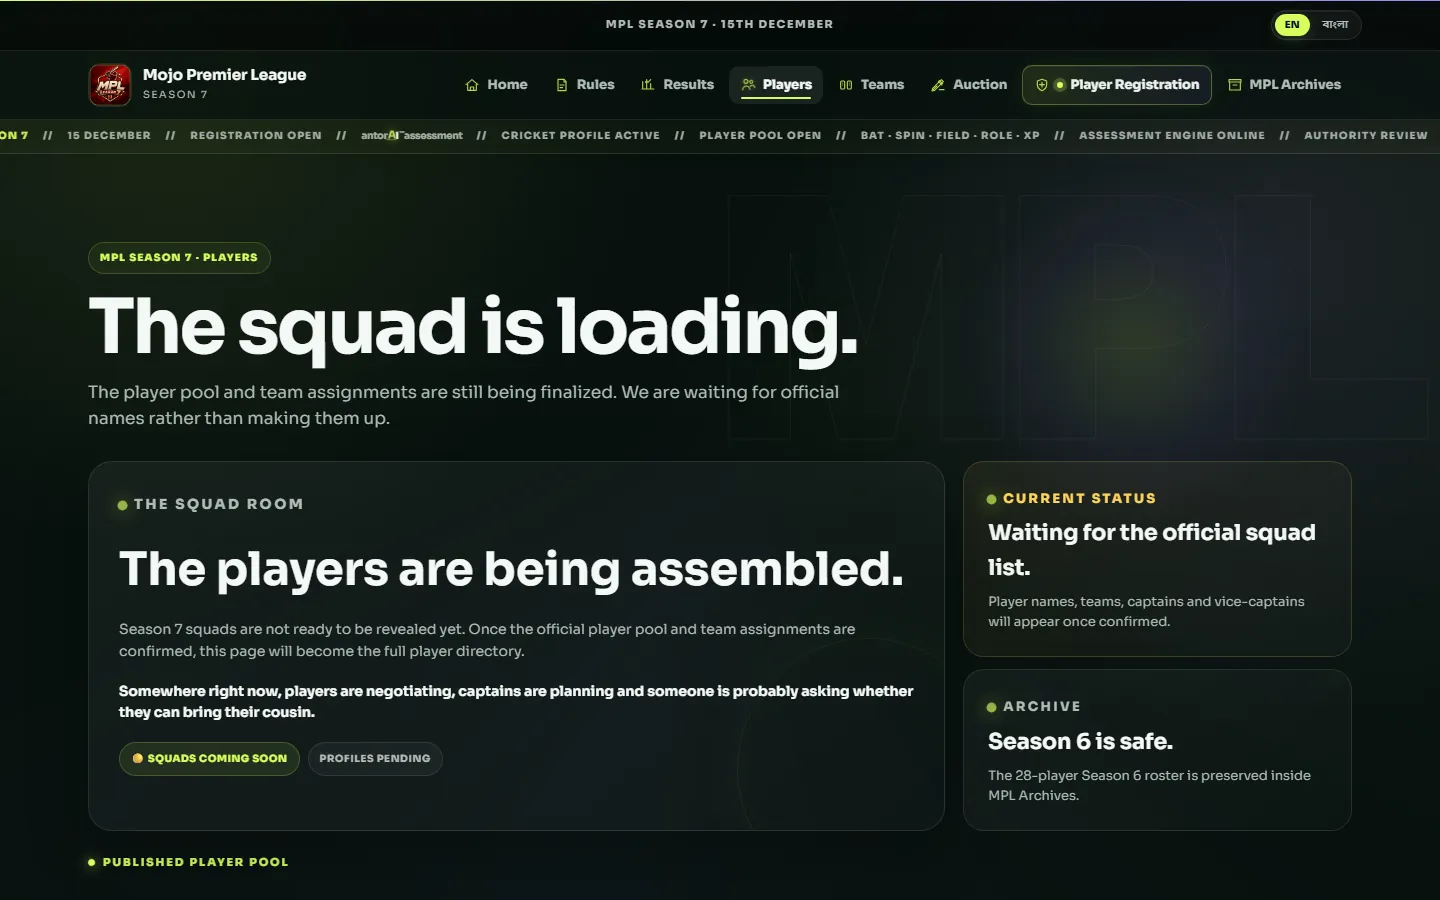 MPL SEASON 7 · 15TH DECEMBER
EN বাংলা
MPL
Mojo Premier League
SEASON 7
Home
Rules
Results
Players
Teams
Auction
Player Registration
MPL Archives
ON 7 // 15 DECEMBER // REGISTRATION OPEN // antorAI assessment // CRICKET PROFILE ACTIVE // PLAYER POOL OPEN // BAT · SPIN · FIELD · ROLE · XP // ASSESSMENT ENGINE ONLINE // AUTHORITY REVIEW
MPL
MPL SEASON 7 · PLAYERS
The squad is loading.
The player pool and team assignments are still being finalized. We are waiting for official
names rather than making them up.
THE SQUAD ROOM
The players are being assembled.
Season 7 squads are not ready to be revealed yet. Once the official player pool and team assignments are
confirmed, this page will become the full player directory.
Somewhere right now, players are negotiating, captains are planning and someone is probably asking whether
they can bring their cousin.
SQUADS COMING SOON
PROFILES PENDING
CURRENT STATUS
Waiting for the official squad
list.
Player names, teams, captains and vice-captains
will appear once confirmed.
ARCHIVE
Season 6 is safe.
The 28-player Season 6 roster is preserved inside
MPL Archives.
PUBLISHED PLAYER POOL